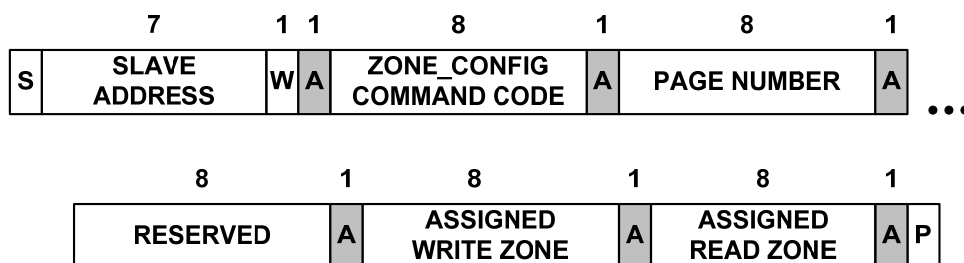 7 1 1 8 1 8 1
S SLAVE ADDRESS W A ZONE_CONFIG COMMAND CODE A PAGE NUMBER A ...
8 1 8 1 8 1
RESERVED A ASSIGNED WRITE ZONE A ASSIGNED READ ZONE A P